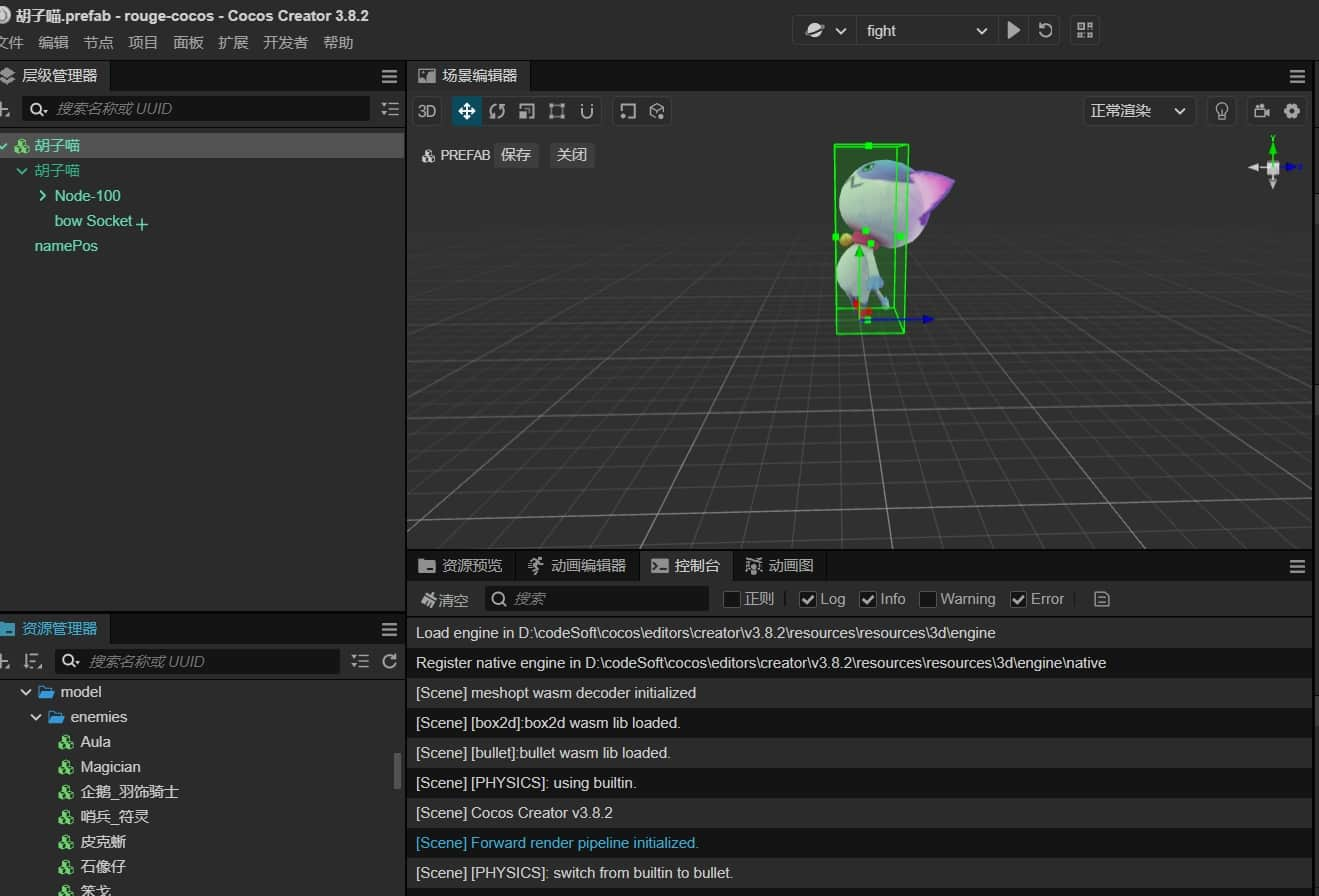 胡子喵.prefab - rouge-cocos - Cocos Creator 3.8.2
文件 编辑 节点 项目 面板 扩展 开发者 帮助
fight
层级管理器
搜索名称或 UUID
胡子喵
胡子喵
Node-100
bow Socket
namePos
场景编辑器
3D
正常渲染
PREFAB 保存 关闭
Y
资源管理器
搜索名称或 UUID
model
enemies
Aula
Magician
企鹅_羽饰骑士
哨兵_符灵
皮克蜥
石像仔
笨戈
资源预览 动画编辑器 控制台 动画图
清空 搜索 正则 Log Info Warning Error
Load engine in D:\codeSoft\cocos\editors\creator\v3.8.2\resources\resources\3d\engine
Register native engine in D:\codeSoft\cocos\editors\creator\v3.8.2\resources\resources\3d\engine\native
[Scene] meshopt wasm decoder initialized
[Scene] [box2d]:box2d wasm lib loaded.
[Scene] [bullet]:bullet wasm lib loaded.
[Scene] [PHYSICS]: using builtin.
[Scene] Cocos Creator v3.8.2
[Scene] Forward render pipeline initialized.
[Scene] [PHYSICS]: switch from builtin to bullet.